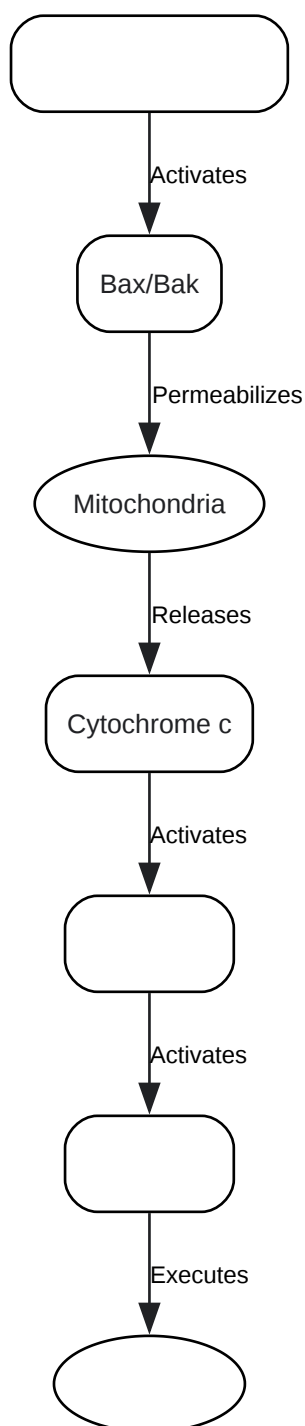 Activates
Bax/Bak
Permeabilizes
Mitochondria
Releases
Cytochrome c
Activates
Activates
Executes